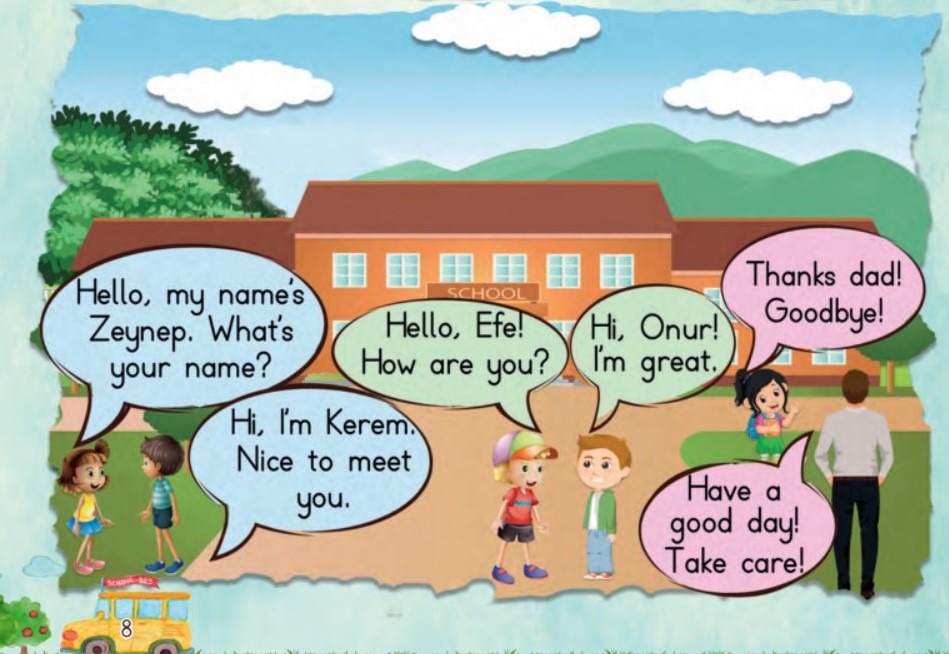 Hello, my name's
Zeynep. What's
your name?
Hi, I'm Kerem.
Nice to meet
you.
Hello, Efe!
How are you?
Hi, Onur!
I'm great.
Thanks dad!
Goodbye!
Have a
good day!
Take care!
SCHOOL
SCHOOL BUS
8